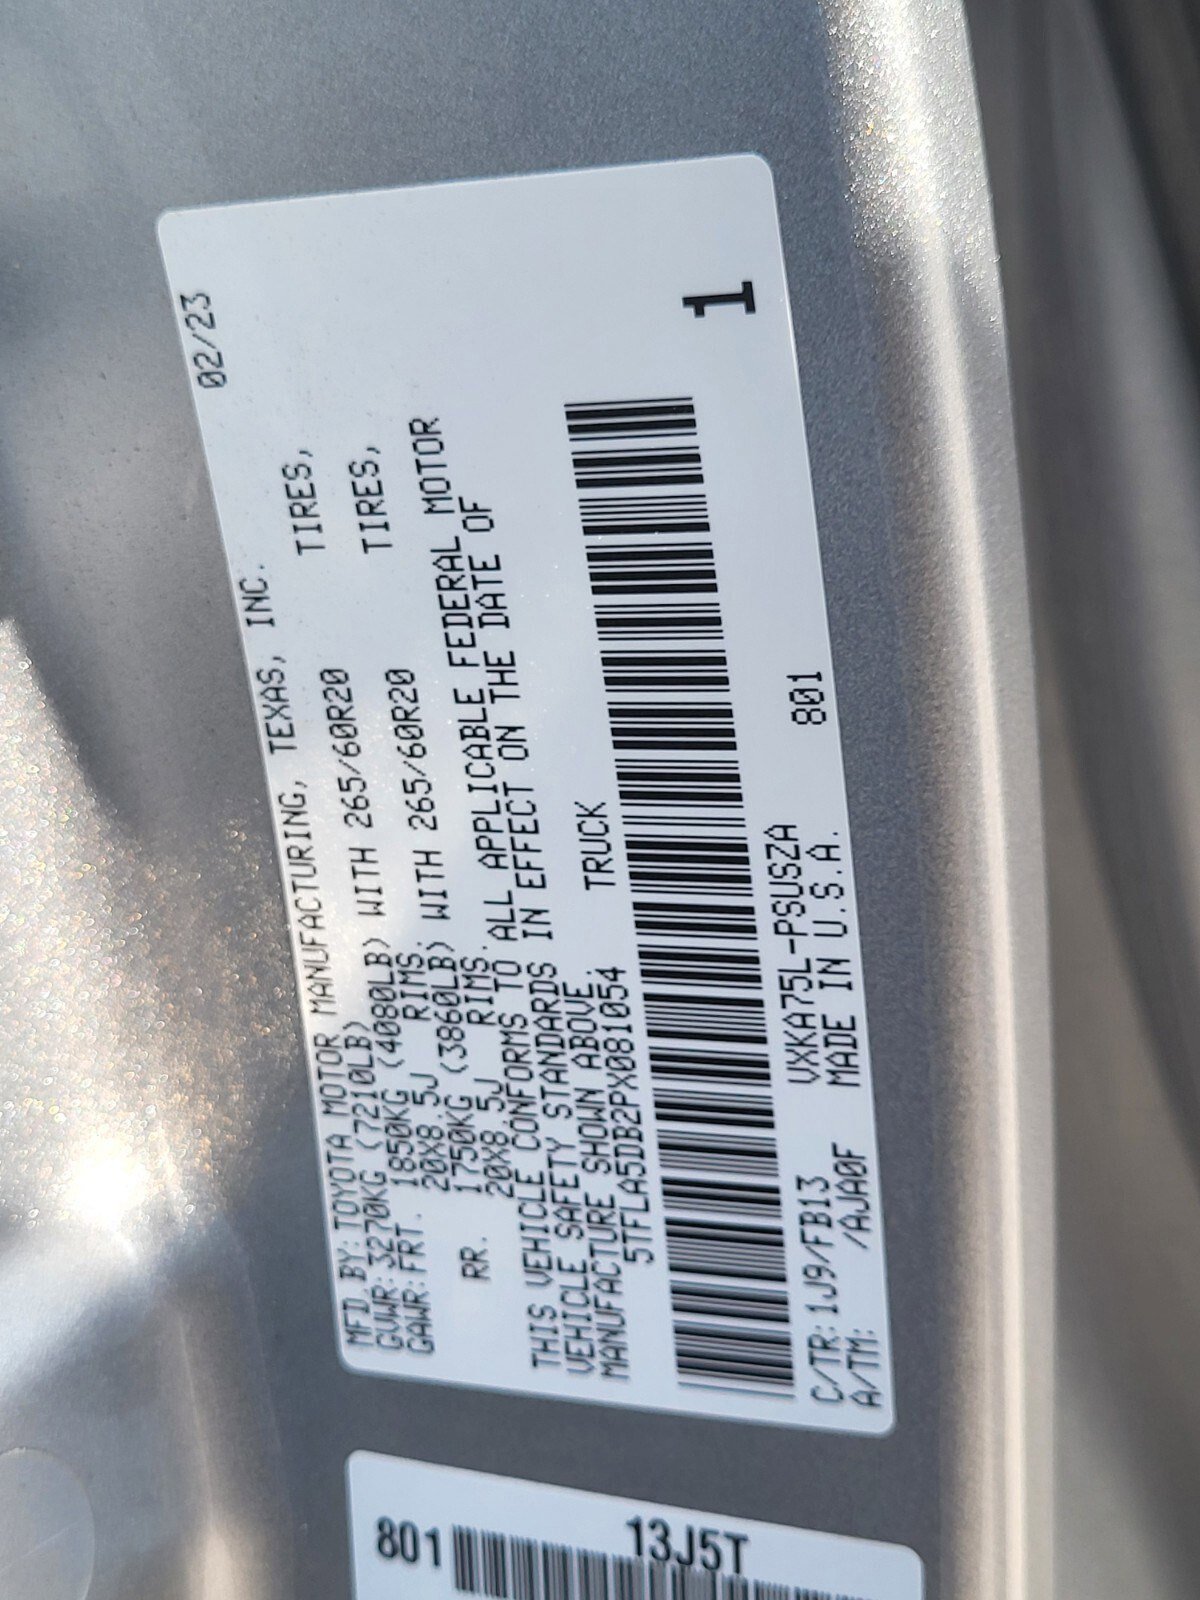 02/23
MFD.BY:TOYOTA MOTOR MANUFACTURING, TEXAS, INC.
GVWR:3270KG (7210LB)
GAWR:FRT. 1850KG (4080LB) WITH 265/60R20 TIRES,
20X8.5J RIMS.
RR. 1750KG (3860LB) WITH 265/60R20 TIRES,
20X8.5J RIMS.
THIS VEHICLE CONFORMS TO ALL APPLICABLE FEDERAL MOTOR
VEHICLE SAFETY STANDARDS IN EFFECT ON THE DATE OF
MANUFACTURE SHOWN ABOVE.
5TFLA5DB2PX081054 TRUCK
1
801
C/TR:1J9/FB13 VXKA75L-PSUSZA
A/TM: /AJA0F MADE IN U.S.A.
801 13J5T